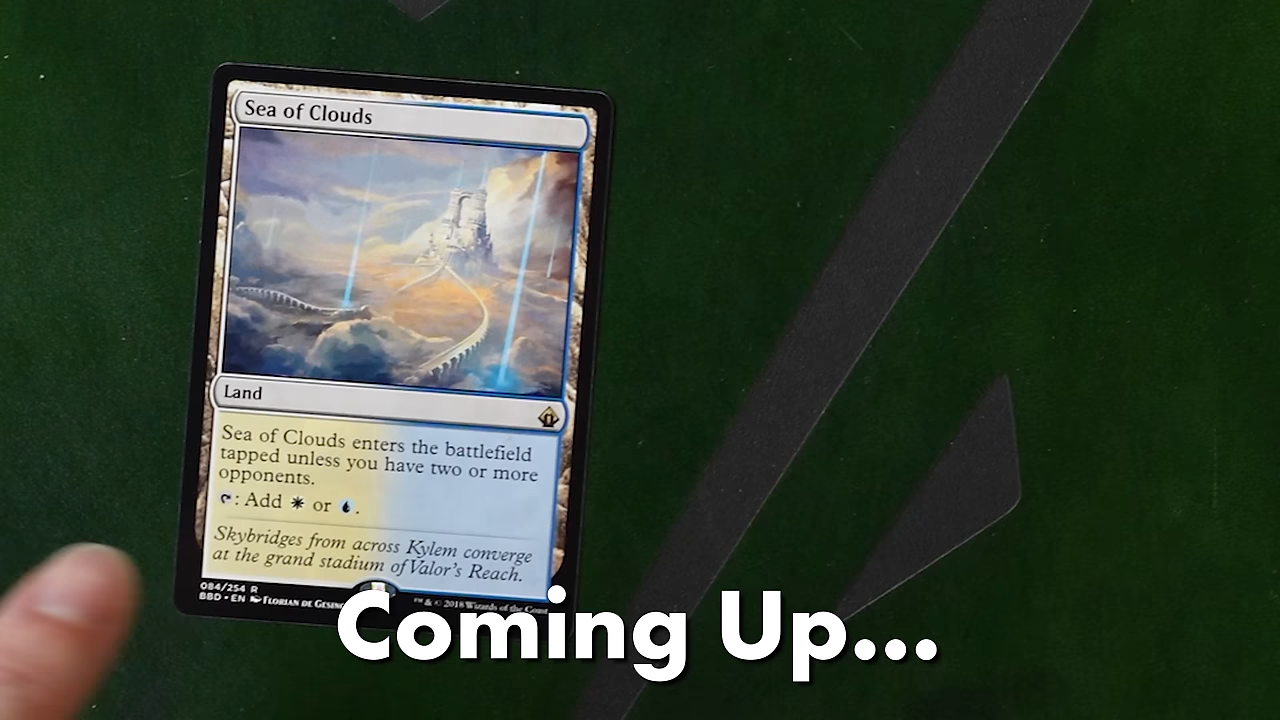 Sea of Clouds
Land
Sea of Clouds enters the battlefield
tapped unless you have two or more
opponents.
: Add or .
Skybridges from across Kylem converge
at the grand stadium of Valor's Reach.
084/254 R
BBD • EN FLORIAN DE GESINC
™ & © 2018 Wizards of the Coast
Coming Up...